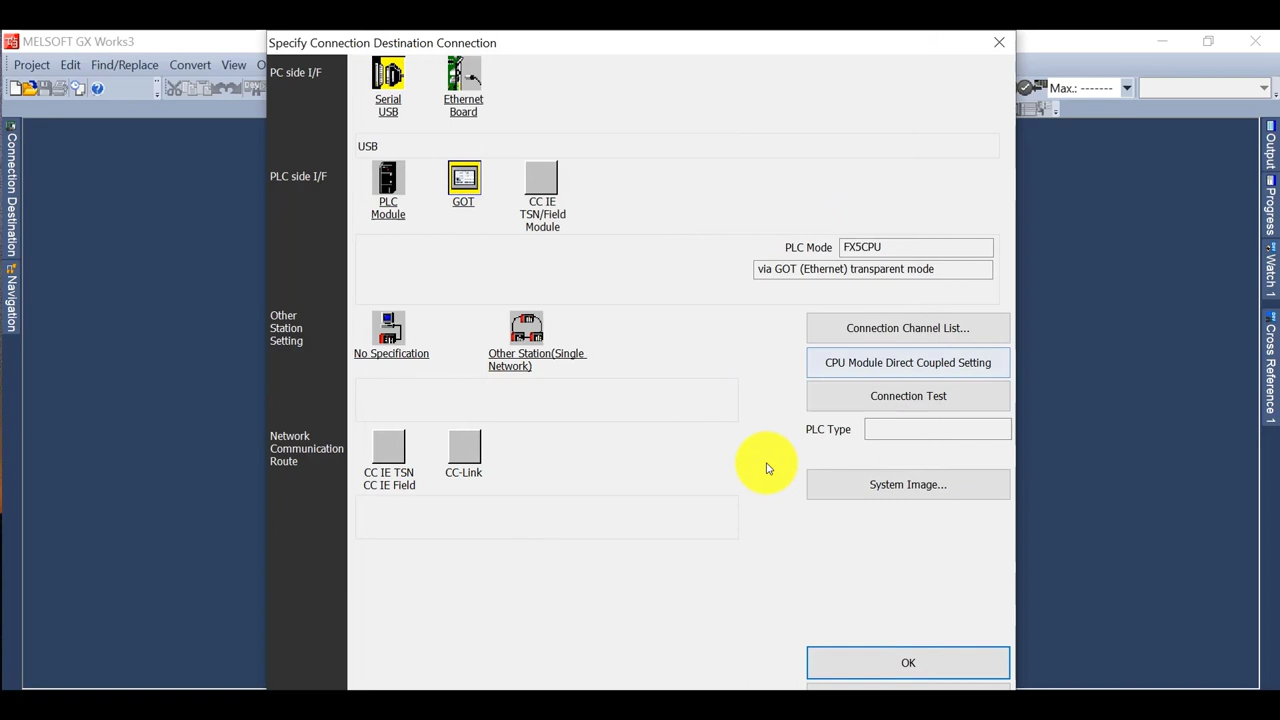 MELSOFT GX Works3
Specify Connection Destination Connection
Project Edit Find/Replace Convert View
Max.: -------
Connection Destination
Navigation
Output
Progress
Watch 1
Cross Reference 1
PC side I/F
Serial
USB
Ethernet
Board
USB
PLC side I/F
PLC
Module
GOT
CC IE
TSN/Field
Module
PLC Mode FX5CPU
via GOT (Ethernet) transparent mode
Other
Station
Setting
No Specification
Other Station(Single
Network)
Connection Channel List...
CPU Module Direct Coupled Setting
Connection Test
PLC Type
Network
Communication
Route
CC IE TSN
CC IE Field
CC-Link
System Image...
OK